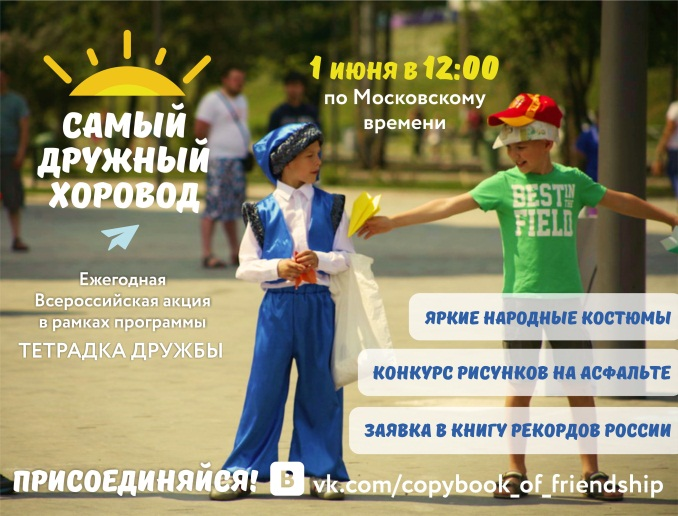 САМЫЙ
ДРУЖНЫЙ
ХОРОВОД
Ежегодная
Всероссийская акция
в рамках программы
ТЕТРАДКА ДРУЖБЫ
1 июня в 12:00
по Московскому
времени
BEST IN THE
FIELD
ЯРКИЕ НАРОДНЫЕ КОСТЮМЫ
КОНКУРС РИСУНКОВ НА АСФАЛЬТЕ
ЗАЯВКА В КНИГУ РЕКОРДОВ РОССИИ
ПРИСОЕДИНЯЙСЯ! B vk.com/copybook_of_friendship